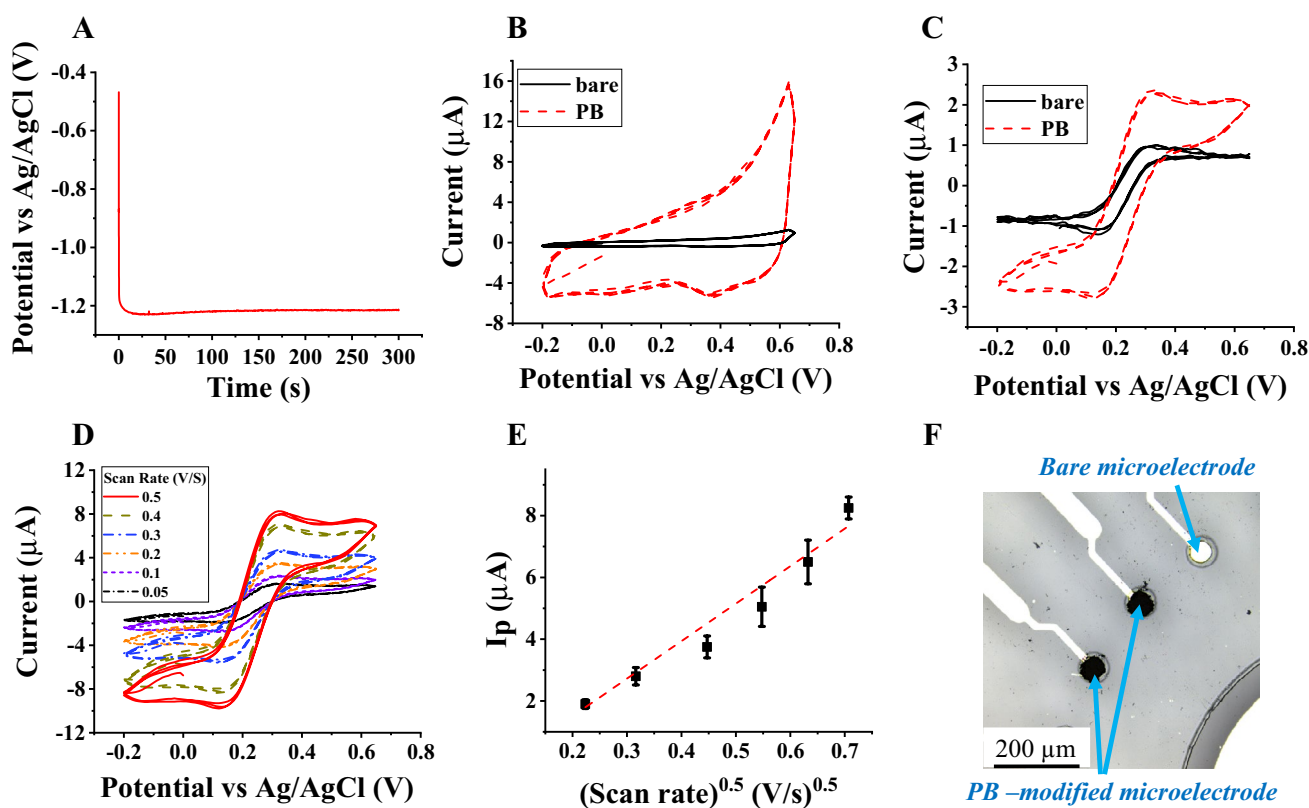 A
Potential vs Ag/AgCl (V)
-0.4
-0.6
-0.8
-1.0
-1.2
0 50 100 150 200 250 300
Time (s)
B
Current (µA)
16
12
8
4
0
-4
-8
bare
PB
-0.2 0.0 0.2 0.4 0.6 0.8
Potential vs Ag/AgCl (V)
C
Current (µA)
3
2
1
0
-1
-2
-3
bare
PB
-0.2 0.0 0.2 0.4 0.6 0.8
Potential vs Ag/AgCl (V)
D
Current (µA)
12
8
4
0
-4
-8
-12
Scan Rate (V/S)
0.5
0.4
0.3
0.2
0.1
0.05
-0.2 0.0 0.2 0.4 0.6 0.8
Potential vs Ag/AgCl (V)
E
Ip (µA)
8
6
4
2
0.2 0.3 0.4 0.5 0.6 0.7
(Scan rate)^0.5 (V/s)^0.5
F
Bare microelectrode
200 µm
PB –modified microelectrode